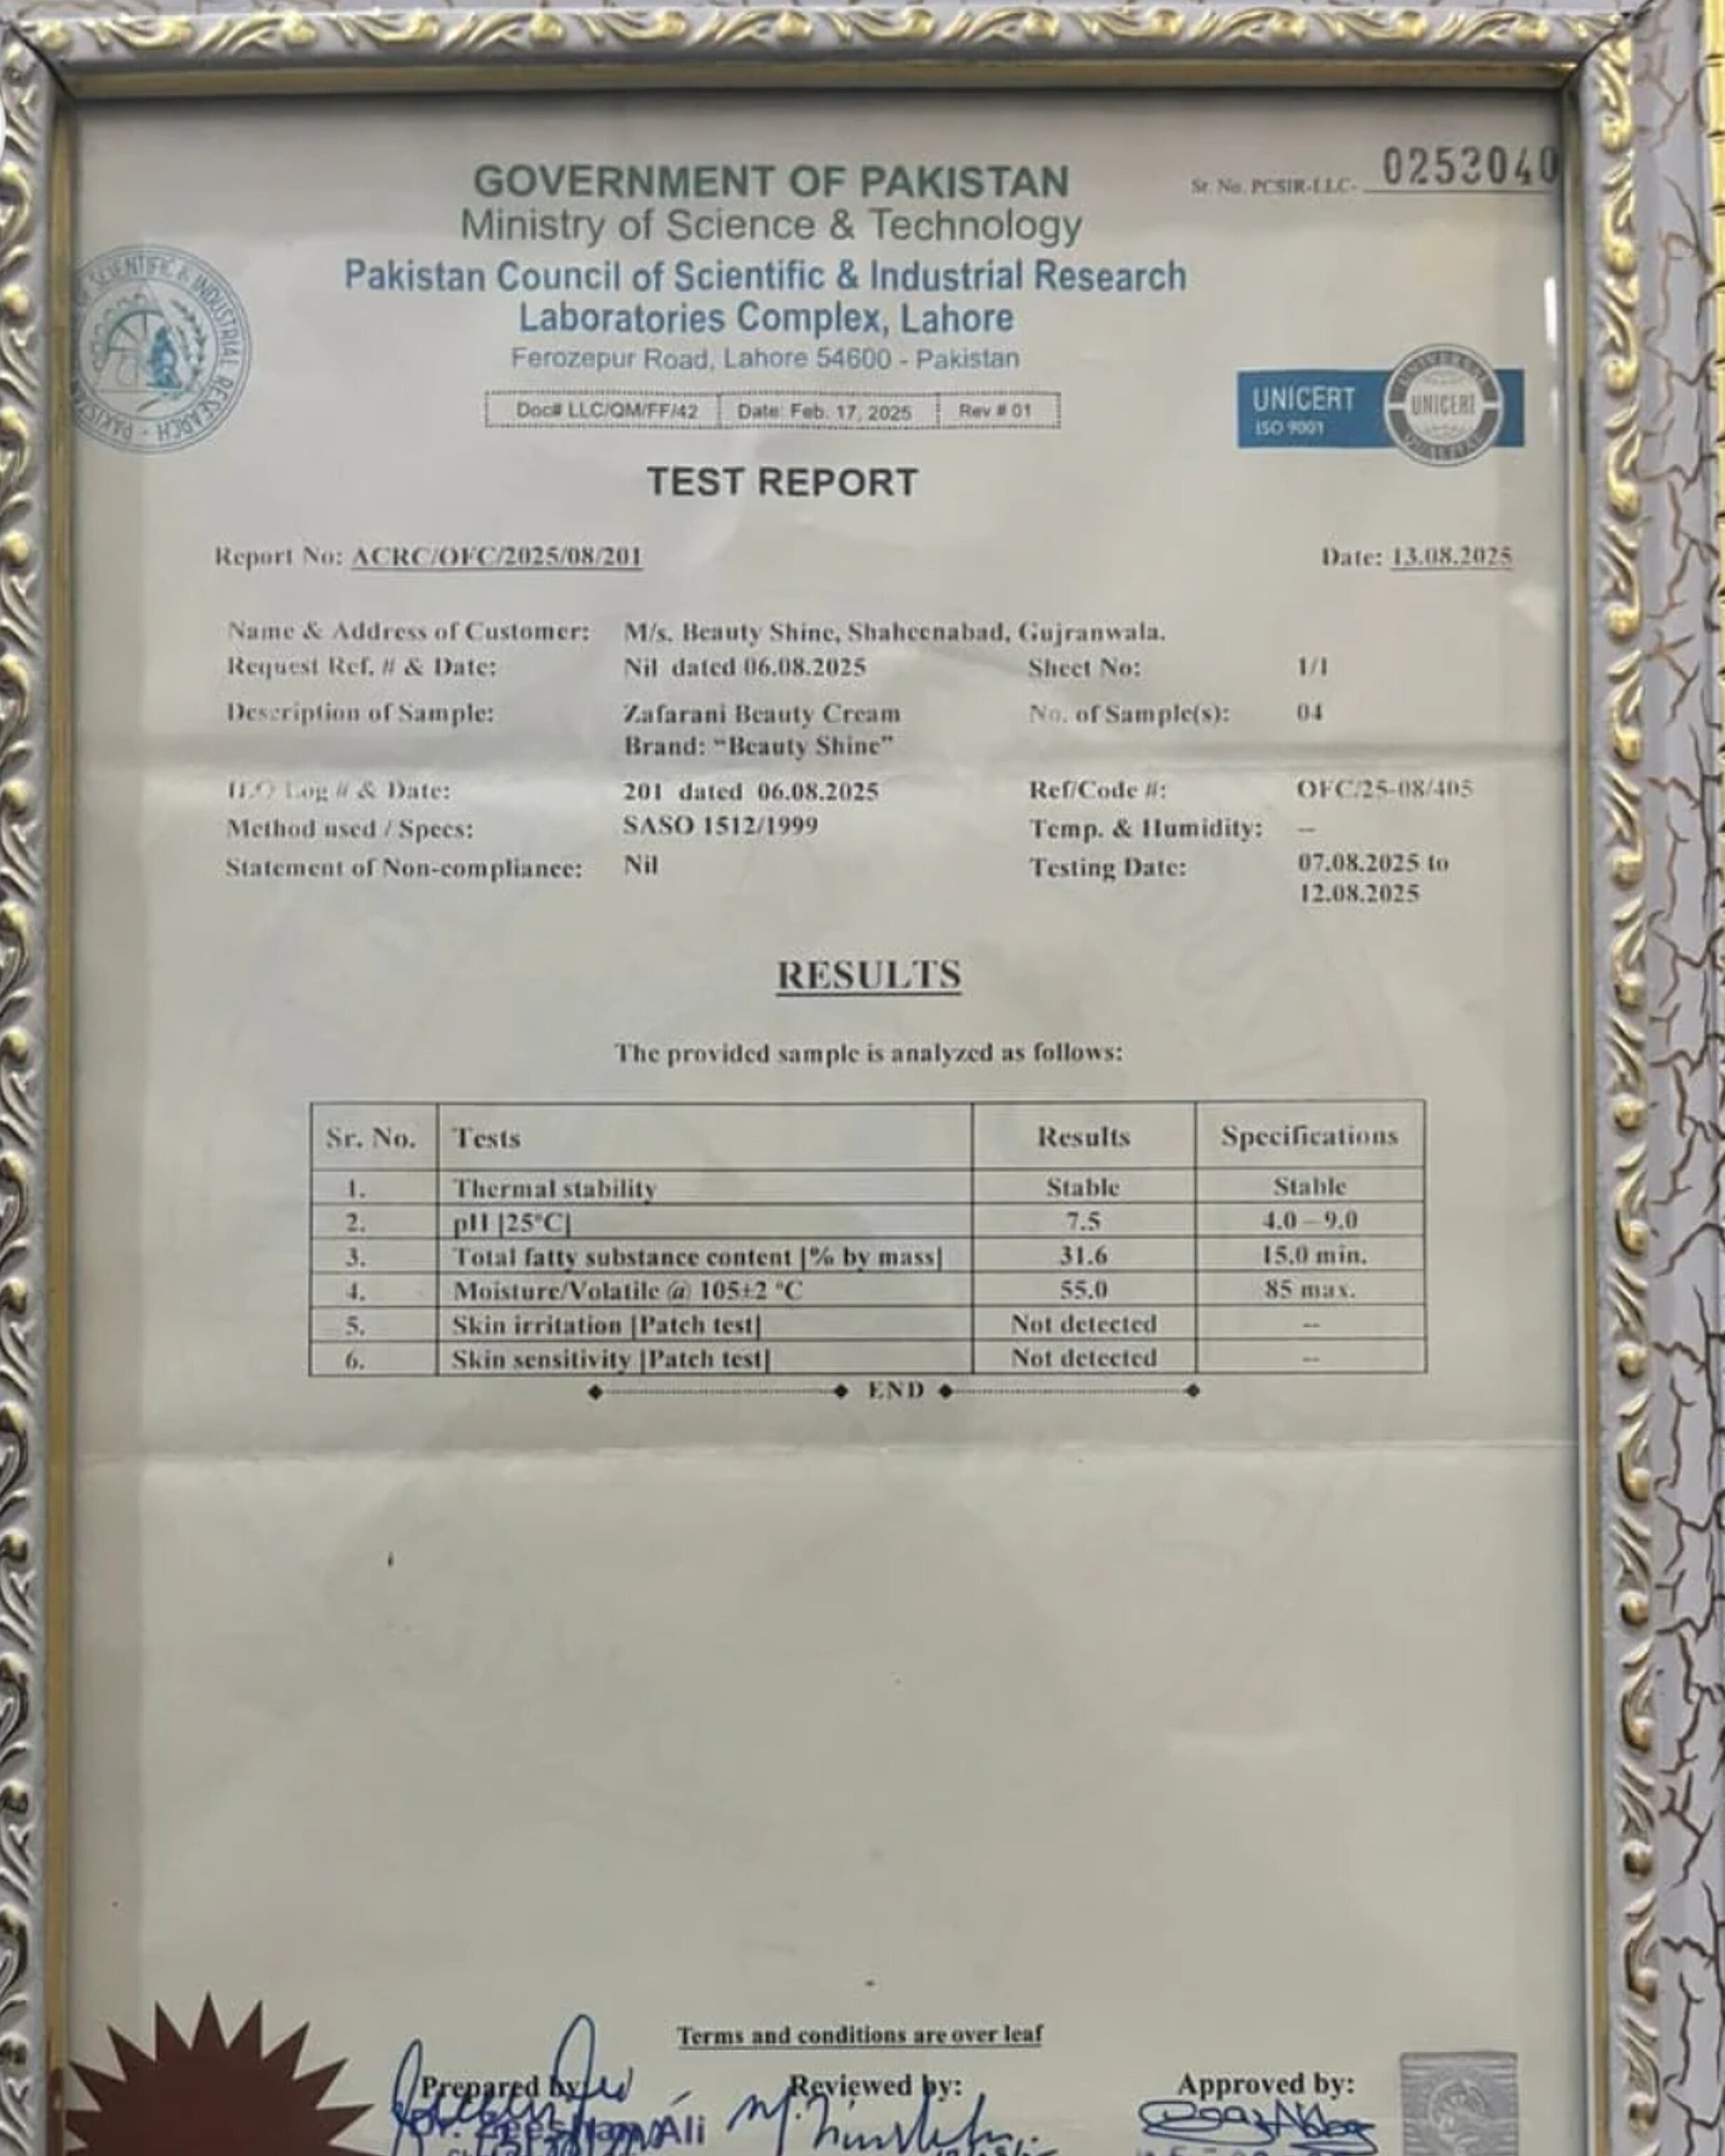 GOVERNMENT OF PAKISTAN
Sr. No. PCSIR-LLC- 0253040
Ministry of Science & Technology
Pakistan Council of Scientific & Industrial Research
Laboratories Complex, Lahore
Ferozepur Road, Lahore 54600 - Pakistan
OF SCIENTIFIC & INDUSTRIAL RESEARCH - PAKISTAN
Doc# LLC/QM/FF/42 Date: Feb. 17, 2025 Rev # 01
UNICERT
ISO 9001
UNICERT
TEST REPORT
Report No: ACRC/OFC/2025/08/201 Date: 13.08.2025
Name & Address of Customer: M/s. Beauty Shine, Shaheenabad, Gujranwala.
Request Ref. # & Date: Nil dated 06.08.2025 Sheet No: 1/1
Description of Sample: Zafarani Beauty Cream No. of Sample(s): 04
Brand: "Beauty Shine"
Log # & Date: 201 dated 06.08.2025 Ref/Code #: OFC/25-08/405
Method used / Specs: SASO 1512/1999 Temp. & Humidity: --
Statement of Non-compliance: Nil Testing Date: 07.08.2025 to
12.08.2025
RESULTS
The provided sample is analyzed as follows:
Sr. No. Tests Results Specifications
1. Thermal stability Stable Stable
2. pH [25°C] 7.5 4.0 – 9.0
3. Total fatty substance content [% by mass] 31.6 15.0 min.
4. Moisture/Volatile @ 105±2 °C 55.0 85 max.
5. Skin irritation [Patch test] Not detected --
6. Skin sensitivity [Patch test] Not detected --
END
Terms and conditions are over leaf
Prepared by: Reviewed by: Approved by:
Ali